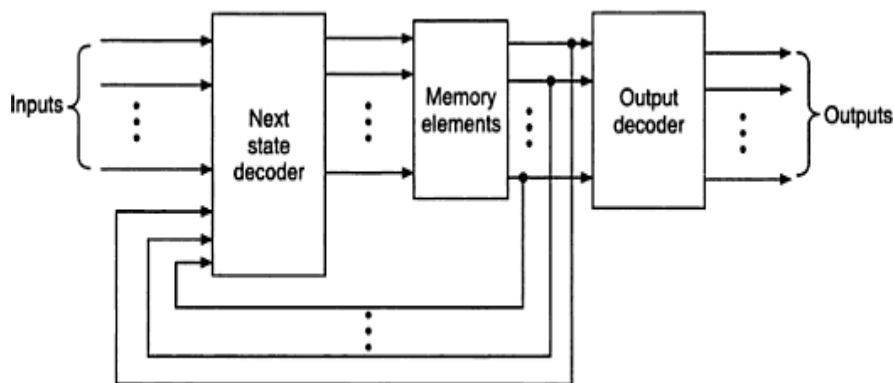 Inputs
Next
state
decoder
Memory
elements
Output
decoder
Outputs